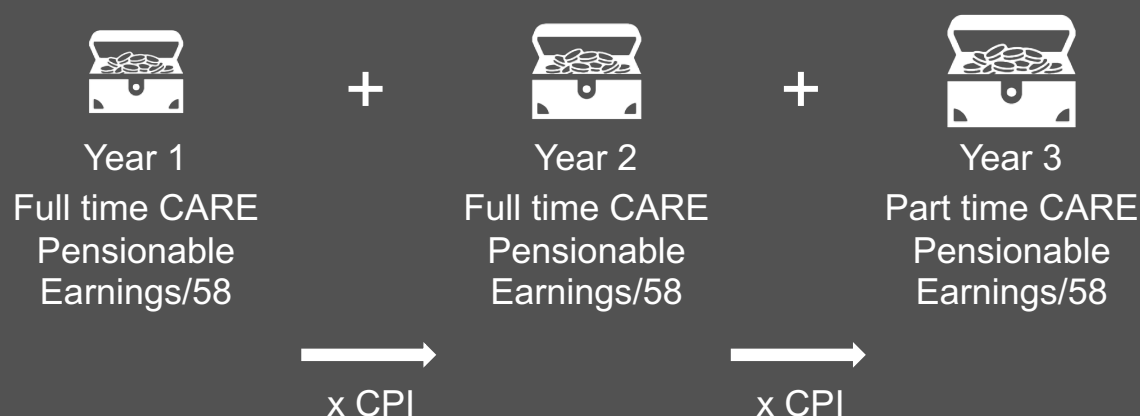 +
+
Year 1
Full time CARE
Pensionable
Earnings/58
Year 2
Full time CARE
Pensionable
Earnings/58
Year 3
Part time CARE
Pensionable
Earnings/58
x CPI
x CPI